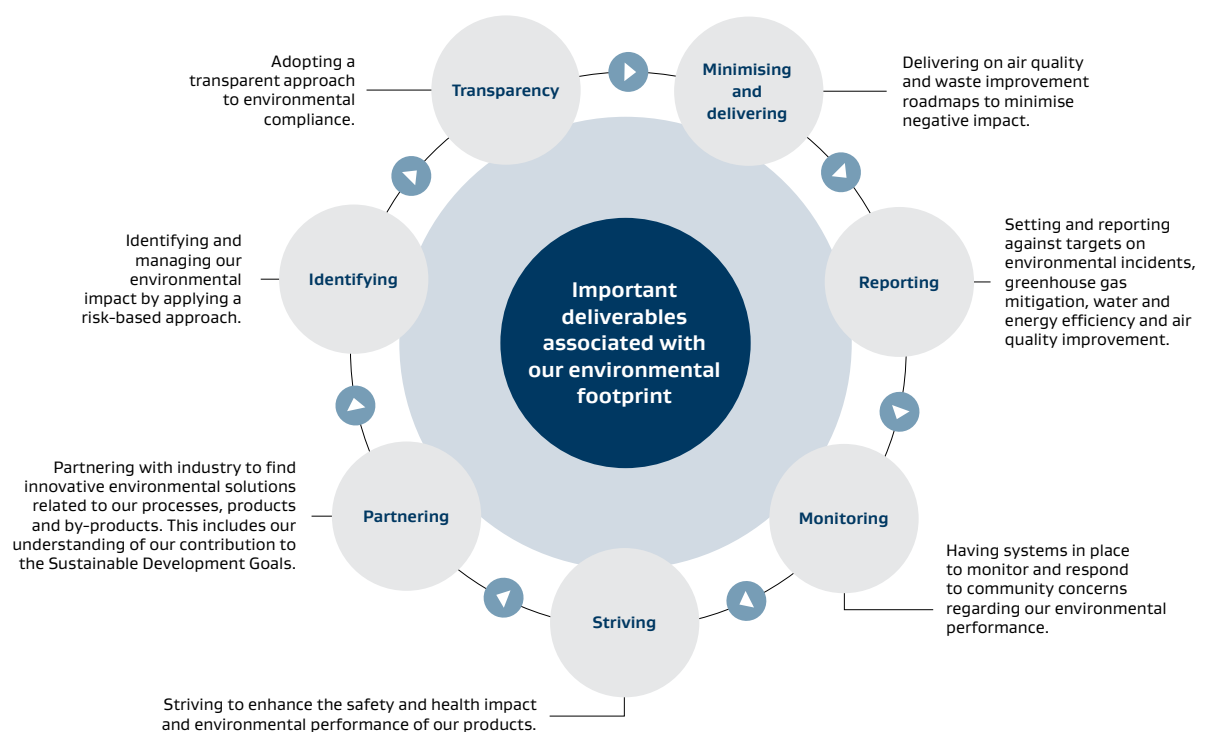 Adopting a
transparent approach
to environmental
compliance.
Transparency
Minimising
and
delivering
Delivering on air quality
and waste improvement
roadmaps to minimise
negative impact.
Identifying and
managing our
environmental
impact by applying a
risk-based approach.
Identifying
Important
deliverables
associated with
our environmental
footprint
Reporting
Setting and reporting
against targets on
environmental incidents,
greenhouse gas
mitigation, water and
energy efficiency and air
quality improvement.
Partnering with industry to find
innovative environmental solutions
related to our processes, products
and by-products. This includes our
understanding of our contribution to
the Sustainable Development Goals.
Partnering
Monitoring
Having systems in place
to monitor and respond
to community concerns
regarding our environmental
performance.
Striving
Striving to enhance the safety and health impact
and environmental performance of our products.